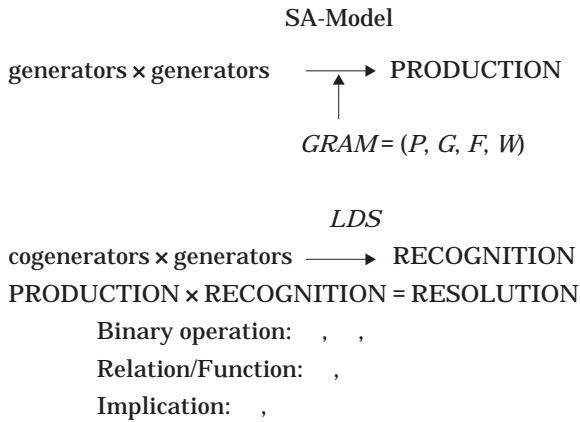 SA-Model
generators × generators PRODUCTION
GRAM = (P, G, F, W)
LDS
cogenerators × generators RECOGNITION
PRODUCTION × RECOGNITION = RESOLUTION
Binary operation: , ,
Relation/Function: ,
Implication: ,